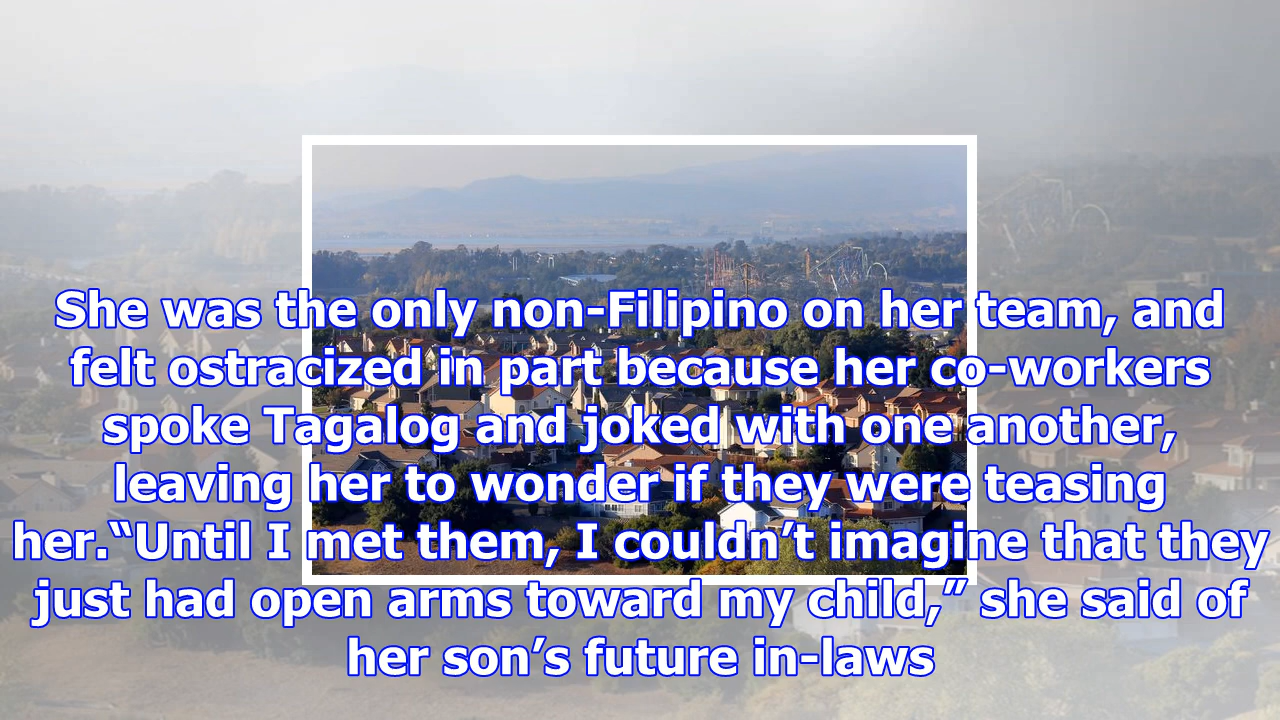 She was the only non-Filipino on her team, and
felt ostracized in part because her co-workers
spoke Tagalog and joked with one another,
leaving her to wonder if they were teasing
her.“Until I met them, I couldn’t imagine that they
just had open arms toward my child,” she said of
her son’s future in-laws